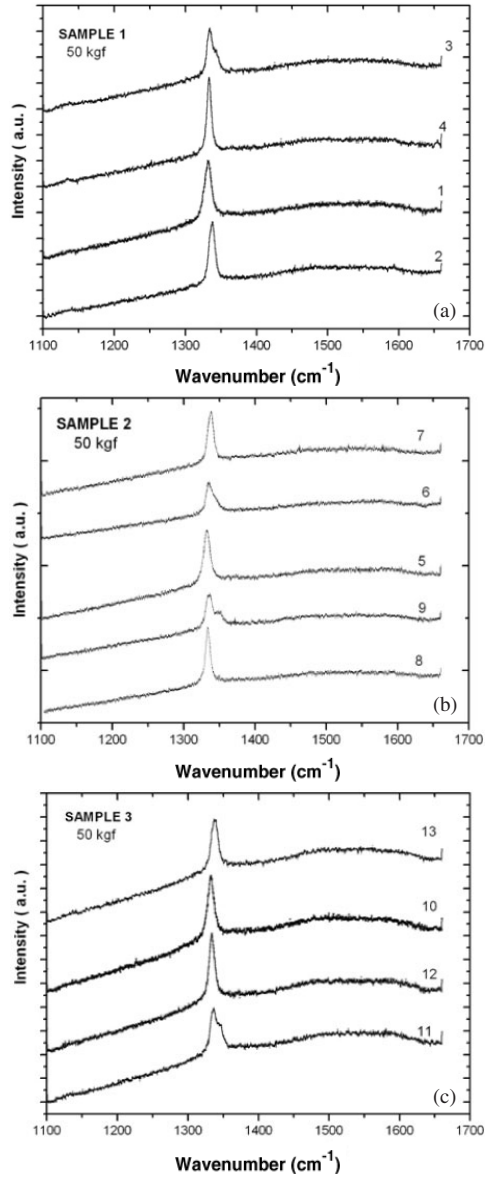 SAMPLE 1
50 kgf
3
4
1
2
(a)
Intensity ( a.u. )
1100 1200 1300 1400 1500 1600 1700
Wavenumber (cm⁻¹)
SAMPLE 2
50 kgf
7
6
5
9
8
(b)
Intensity ( a.u. )
1100 1200 1300 1400 1500 1600 1700
Wavenumber (cm⁻¹)
SAMPLE 3
50 kgf
13
10
12
11
(c)
Intensity ( a.u. )
1100 1200 1300 1400 1500 1600 1700
Wavenumber (cm⁻¹)